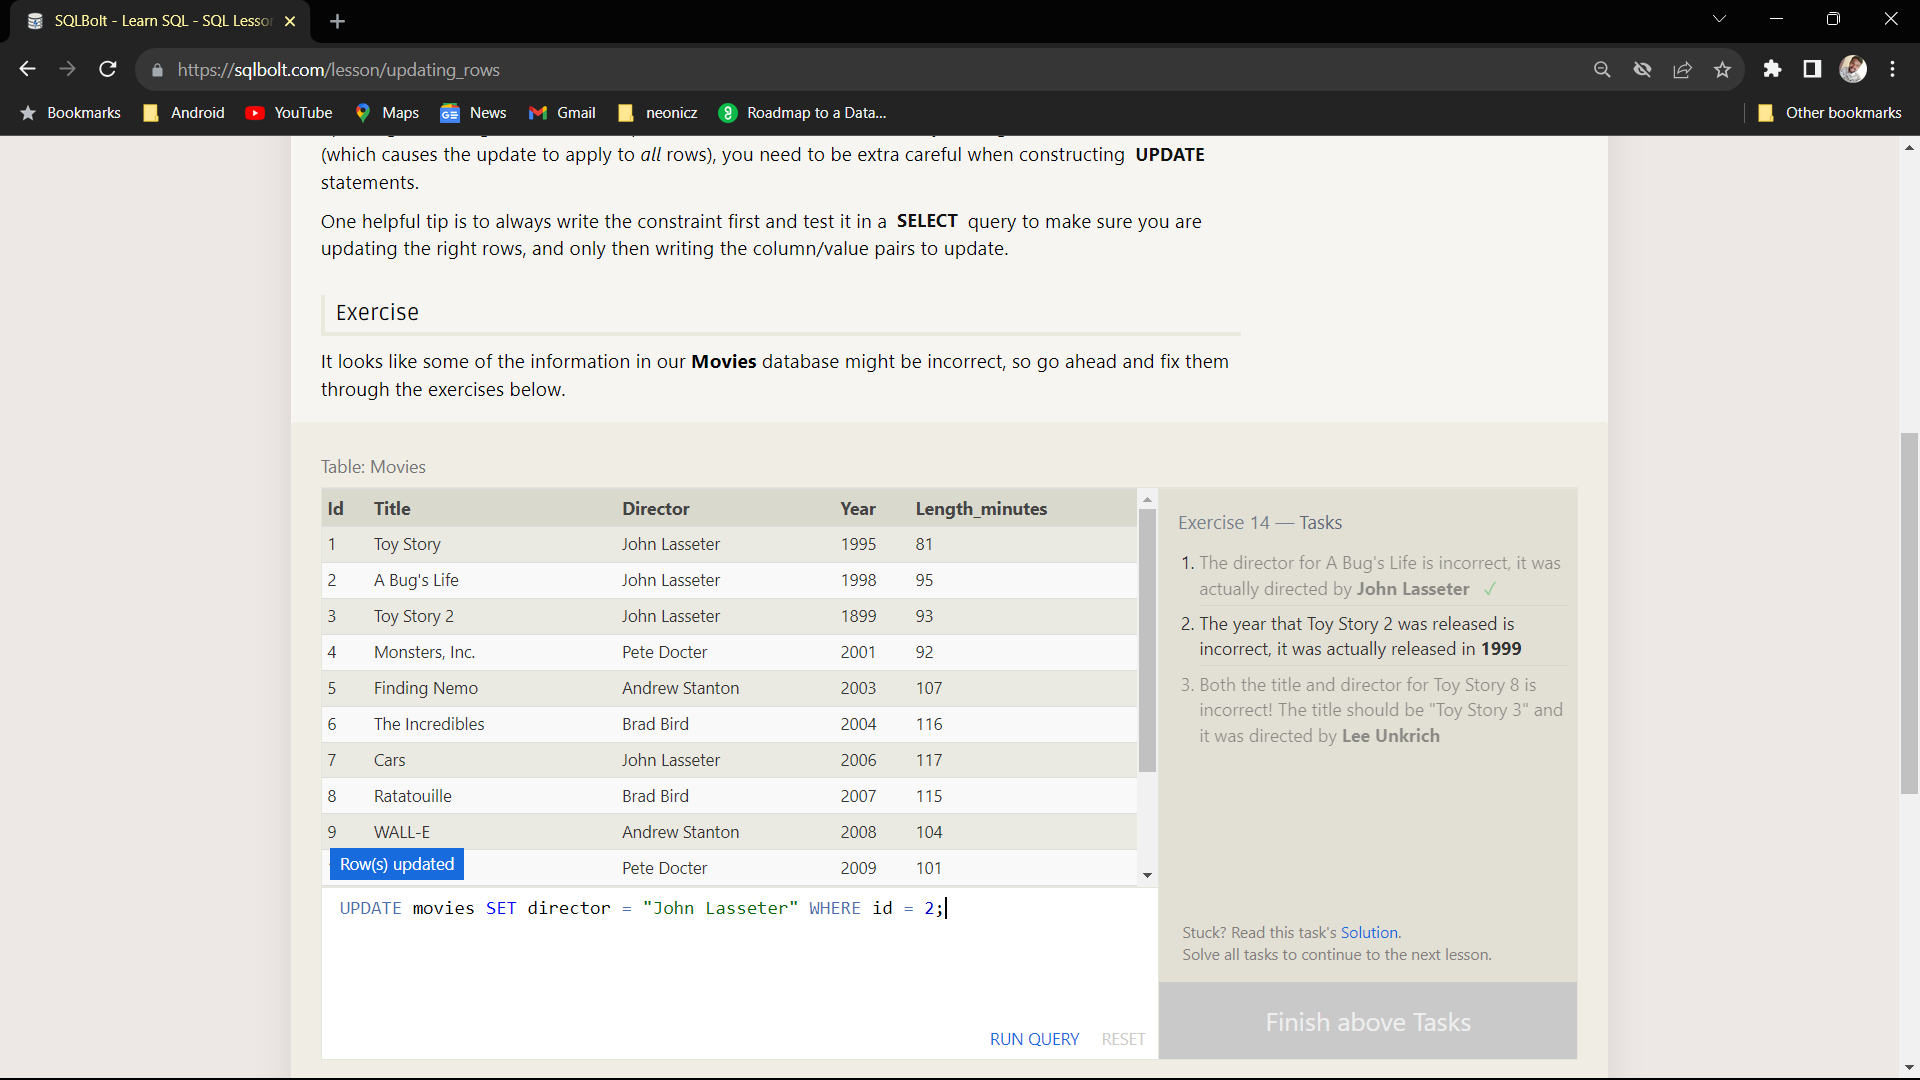 SQLBolt - Learn SQL - SQL Lesso
https://sqlbolt.com/lesson/updating_rows
Bookmarks Android YouTube Maps News Gmail neonicz Roadmap to a Data... Other bookmarks
(which causes the update to apply to all rows), you need to be extra careful when constructing UPDATE
statements.
One helpful tip is to always write the constraint first and test it in a SELECT query to make sure you are
updating the right rows, and only then writing the column/value pairs to update.
Exercise
It looks like some of the information in our Movies database might be incorrect, so go ahead and fix them
through the exercises below.
Table: Movies
Id Title Director Year Length_minutes
1 Toy Story John Lasseter 1995 81
2 A Bug's Life John Lasseter 1998 95
3 Toy Story 2 John Lasseter 1899 93
4 Monsters, Inc. Pete Docter 2001 92
5 Finding Nemo Andrew Stanton 2003 107
6 The Incredibles Brad Bird 2004 116
7 Cars John Lasseter 2006 117
8 Ratatouille Brad Bird 2007 115
9 WALL-E Andrew Stanton 2008 104
Row(s) updated Pete Docter 2009 101
UPDATE movies SET director = "John Lasseter" WHERE id = 2;
RUN QUERY RESET
Exercise 14 — Tasks
1. The director for A Bug's Life is incorrect, it was
actually directed by John Lasseter ✓
2. The year that Toy Story 2 was released is
incorrect, it was actually released in 1999
3. Both the title and director for Toy Story 8 is
incorrect! The title should be "Toy Story 3" and
it was directed by Lee Unkrich
Stuck? Read this task's Solution.
Solve all tasks to continue to the next lesson.
Finish above Tasks